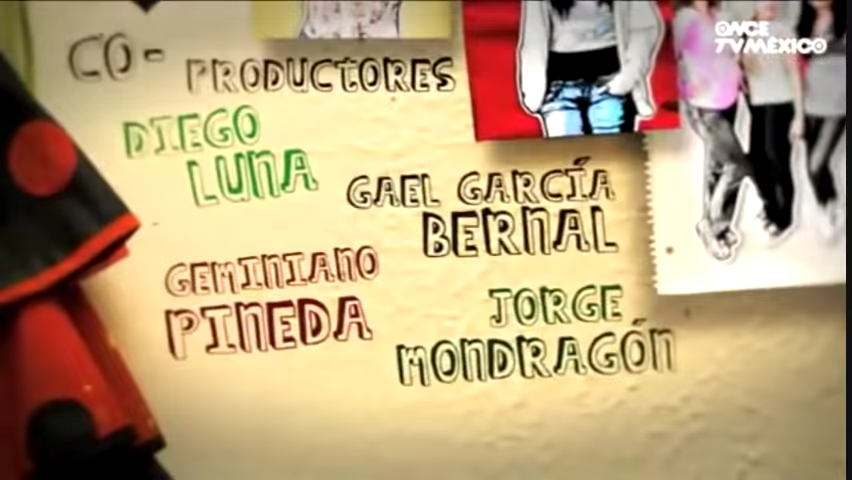 ONCE
TV MÉXICO
CO-PRODUCTORES
DIEGO
LUNA
GAEL GARCÍA
BERNAL
GEMINIANO
PINEDA
JORGE
MONDRAGÓN